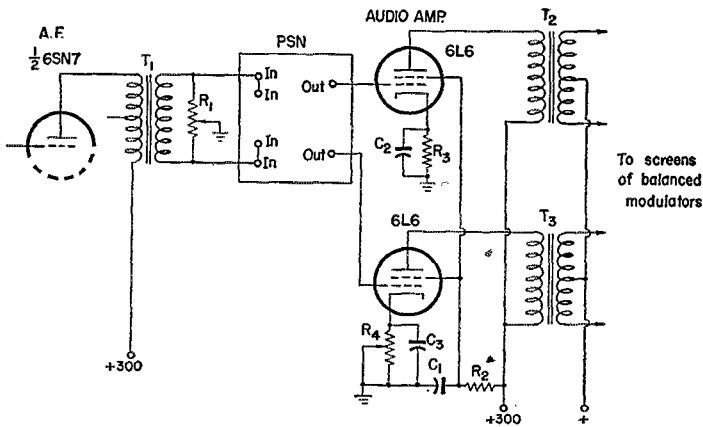 A.F.
½ 6SN7
T1
PSN
In
In
In
In
Out
Out
R1
AUDIO AMP.
6L6
C2
R3
6L6
R4
C3
C1
R2
T2
T3
To screens
of balanced
modulators
+300
+300
+